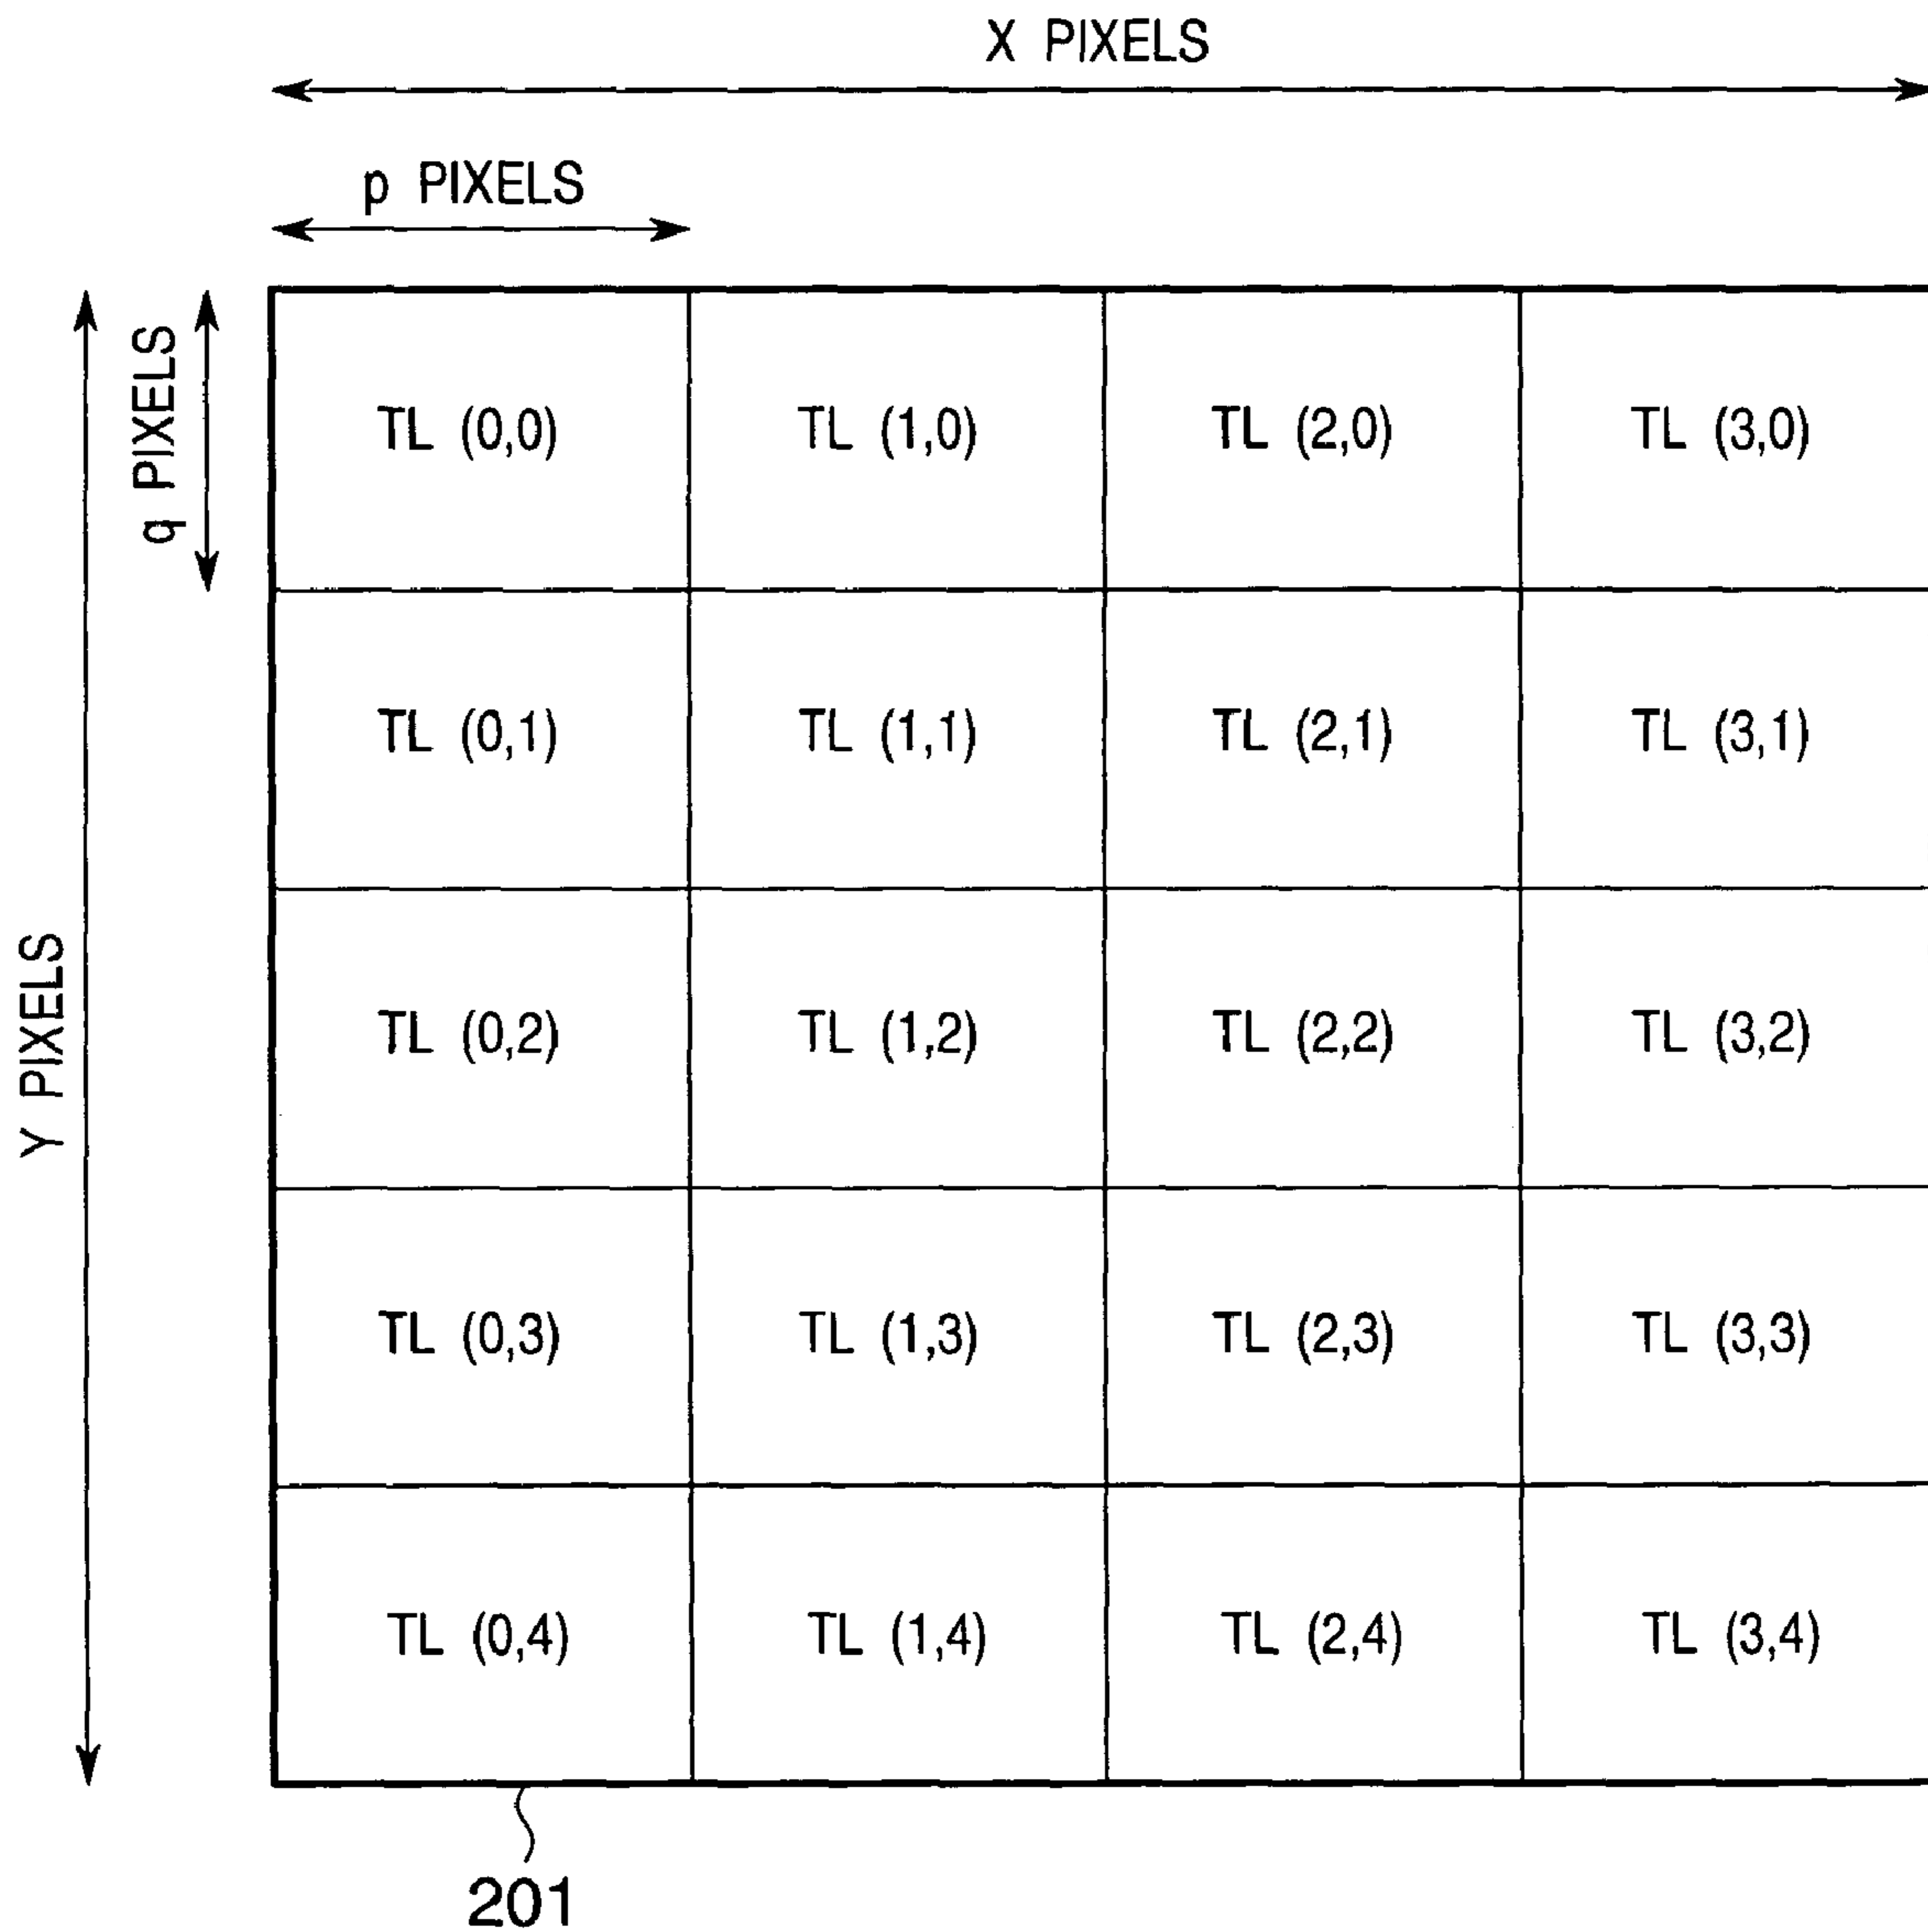 X PIXELS
p PIXELS
q PIXELS
Y PIXELS
TL (0,0) TL (1,0) TL (2,0) TL (3,0)
TL (0,1) TL (1,1) TL (2,1) TL (3,1)
TL (0,2) TL (1,2) TL (2,2) TL (3,2)
TL (0,3) TL (1,3) TL (2,3) TL (3,3)
TL (0,4) TL (1,4) TL (2,4) TL (3,4)
201